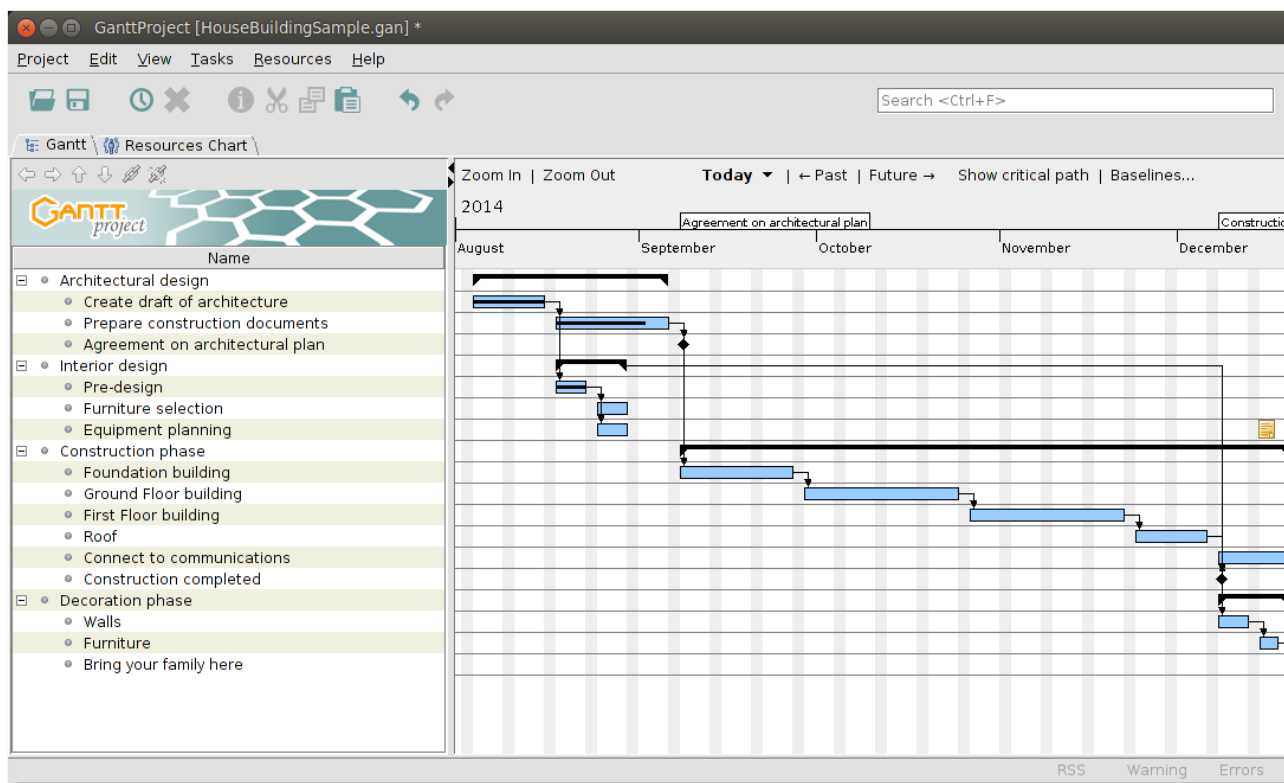 GanttProject [HouseBuildingSample.gan] *
Project Edit View Tasks Resources Help
Search <Ctrl+F>
Gantt Resources Chart
Zoom In | Zoom Out Today | ←Past | Future → Show critical path | Baselines...
GANTT
project
2014
Agreement on architectural plan Constructio
August September October November December
Name
Architectural design
Create draft of architecture
Prepare construction documents
Agreement on architectural plan
Interior design
Pre-design
Furniture selection
Equipment planning
Construction phase
Foundation building
Ground Floor building
First Floor building
Roof
Connect to communications
Construction completed
Decoration phase
Walls
Furniture
Bring your family here
RSS Warning Errors